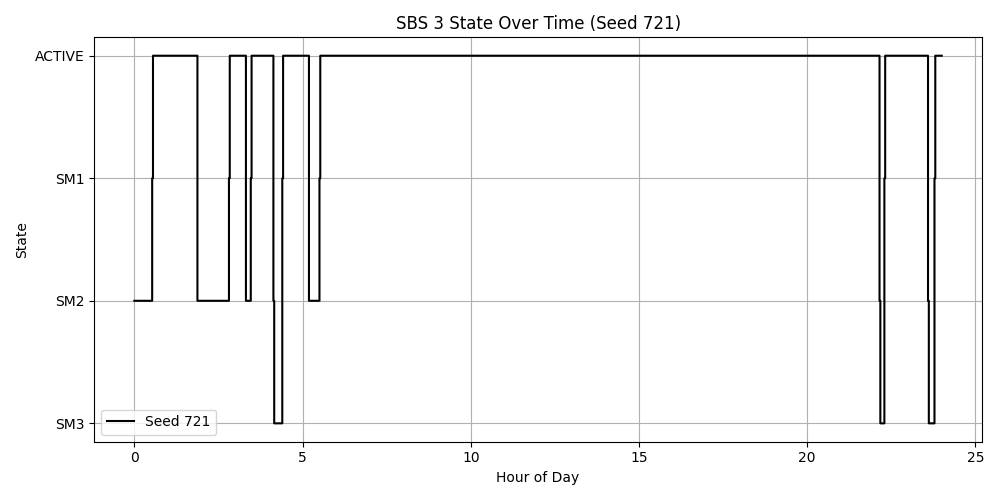 SBS 3 State Over Time (Seed 721)
ACTIVE
SM1
SM2
SM3
State
Seed 721
0 5 10 15 20 25
Hour of Day